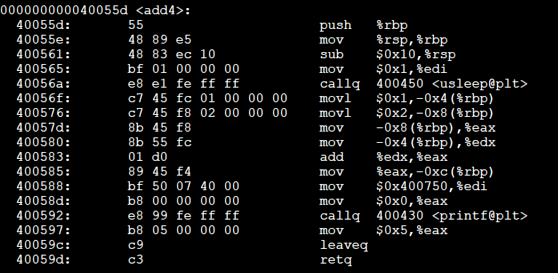 000000000040055d <add4>:
40055d: 55 push %rbp
40055e: 48 89 e5 mov %rsp,%rbp
400561: 48 83 ec 10 sub $0x10,%rsp
400565: bf 01 00 00 00 mov $0x1,%edi
40056a: e8 e1 fe ff ff callq 400450 <usleep@plt>
40056f: c7 45 fc 01 00 00 00 movl $0x1,-0x4(%rbp)
400576: c7 45 f8 02 00 00 00 movl $0x2,-0x8(%rbp)
40057d: 8b 45 f8 mov -0x8(%rbp),%eax
400580: 8b 55 fc mov -0x4(%rbp),%edx
400583: 01 d0 add %edx,%eax
400585: 89 45 f4 mov %eax,-0xc(%rbp)
400588: bf 50 07 40 00 mov $0x400750,%edi
40058d: b8 00 00 00 00 mov $0x0,%eax
400592: e8 99 fe ff ff callq 400430 <printf@plt>
400597: b8 05 00 00 00 mov $0x5,%eax
40059c: c9 leaveq
40059d: c3 retq